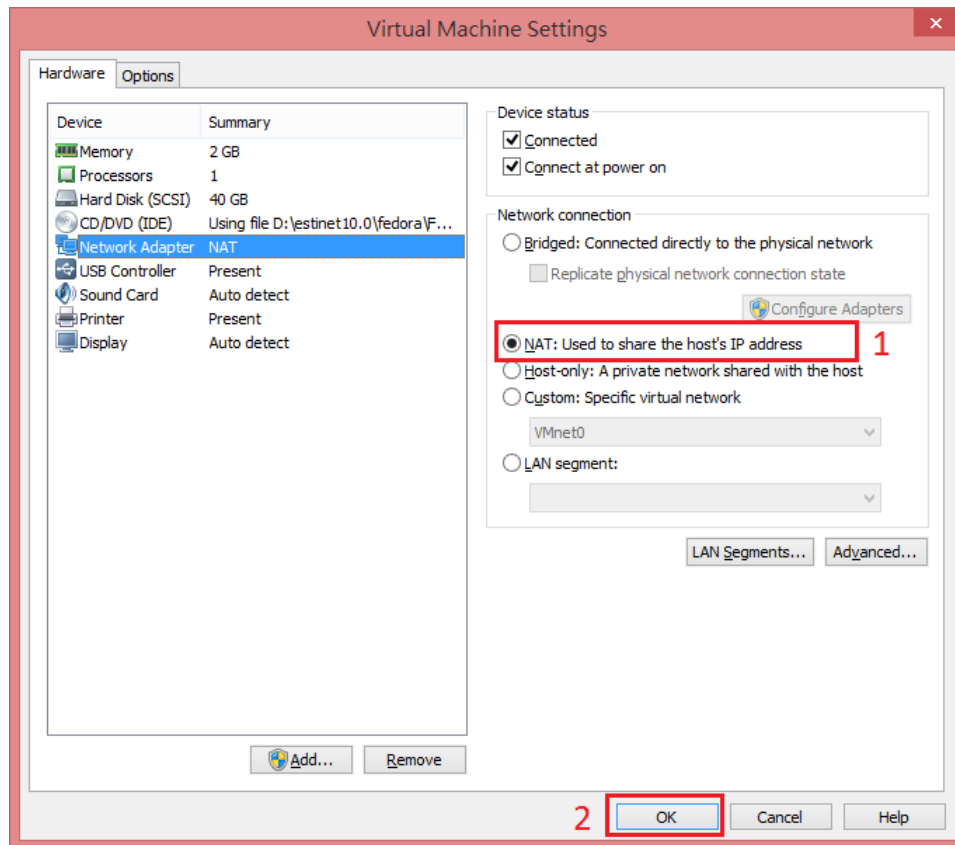 Virtual Machine Settings
Hardware Options
Device Summary
Memory 2 GB
Processors 1
Hard Disk (SCSI) 40 GB
CD/DVD (IDE) Using file D:\estinet10.0\fedora\F...
Network Adapter NAT
USB Controller Present
Sound Card Auto detect
Printer Present
Display Auto detect
Add... Remove
Device status
Connected
Connect at power on
Network connection
Bridged: Connected directly to the physical network
Replicate physical network connection state
Configure Adapters
NAT: Used to share the host's IP address 1
Host-only: A private network shared with the host
Custom: Specific virtual network
VMnet0
LAN segment:
LAN Segments... Advanced...
2 OK Cancel Help